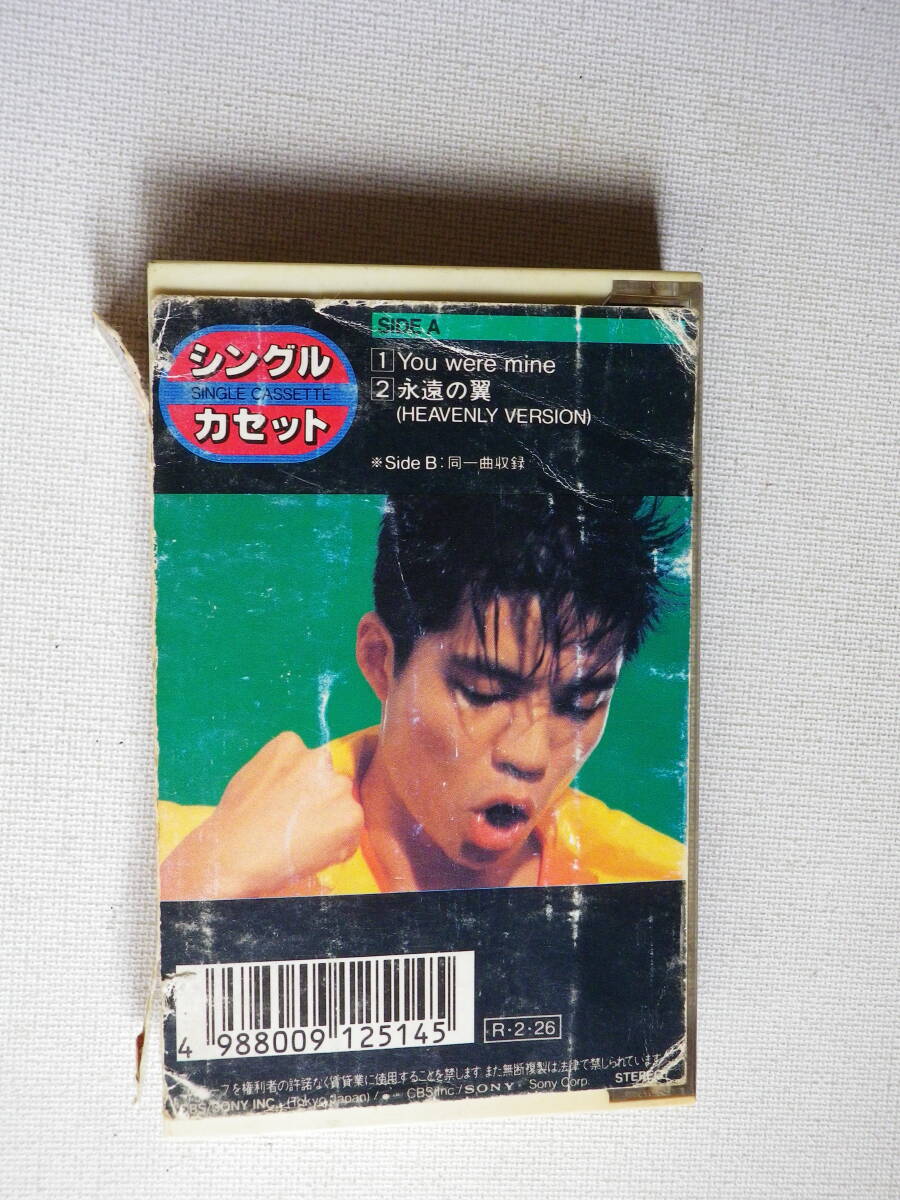 シングル
SINGLE CASSETTE
カセット
SIDE A
1 You were mine
2 永遠の翼
(HEAVENLY VERSION)
※Side B:同一曲収録
4 988009 125145
R・2・26
プを権利者の許諾なく賃貸業に使用することを禁じます また無断複製は法律で禁じられています
STEREO
CBS/SONY INC. (Tokyo, Japan) / ● CBS Inc. / SONY Sony Corp.